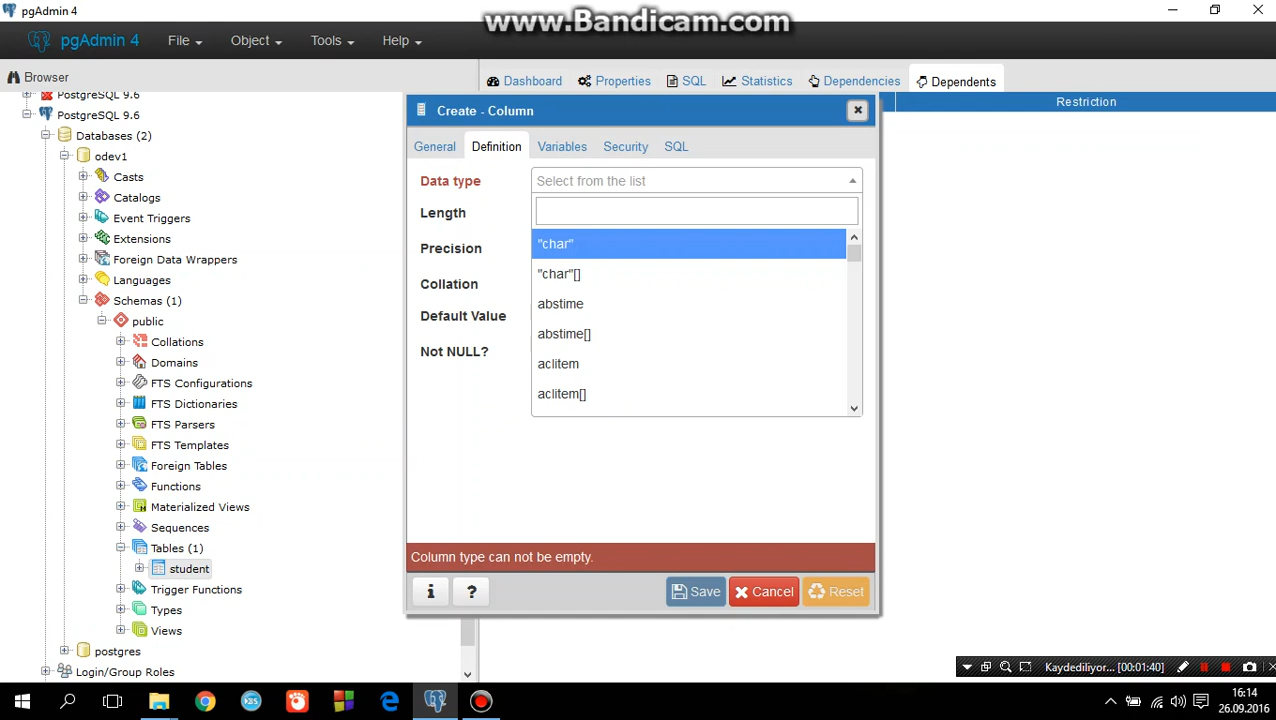 pgAdmin 4
www.Bandicam.com
pgAdmin 4
File
Object
Tools
Help
Browser
Dashboard
Properties
SQL
Statistics
Dependencies
Dependents
Restriction
PostgreSQL 9.6
PostgreSQL 9.6
Databases (2)
odev1
Casts
Catalogs
Event Triggers
Extensions
Foreign Data Wrappers
Languages
Schemas (1)
public
Collations
Domains
FTS Configurations
FTS Dictionaries
FTS Parsers
FTS Templates
Foreign Tables
Functions
Materialized Views
Sequences
Tables (1)
student
Trigger Functions
Types
Views
postgres
Login/Group Roles
Create - Column
General
Definition
Variables
Security
SQL
Data type
Select from the list
Length
Precision
Collation
Default Value
Not NULL?
"char"
"char"[]
abstime
abstime[]
aclitem
aclitem[]
Column type can not be empty.
i
?
Save
Cancel
Reset
Kaydediliyor... [00:01:40]
16:14
26.09.2016